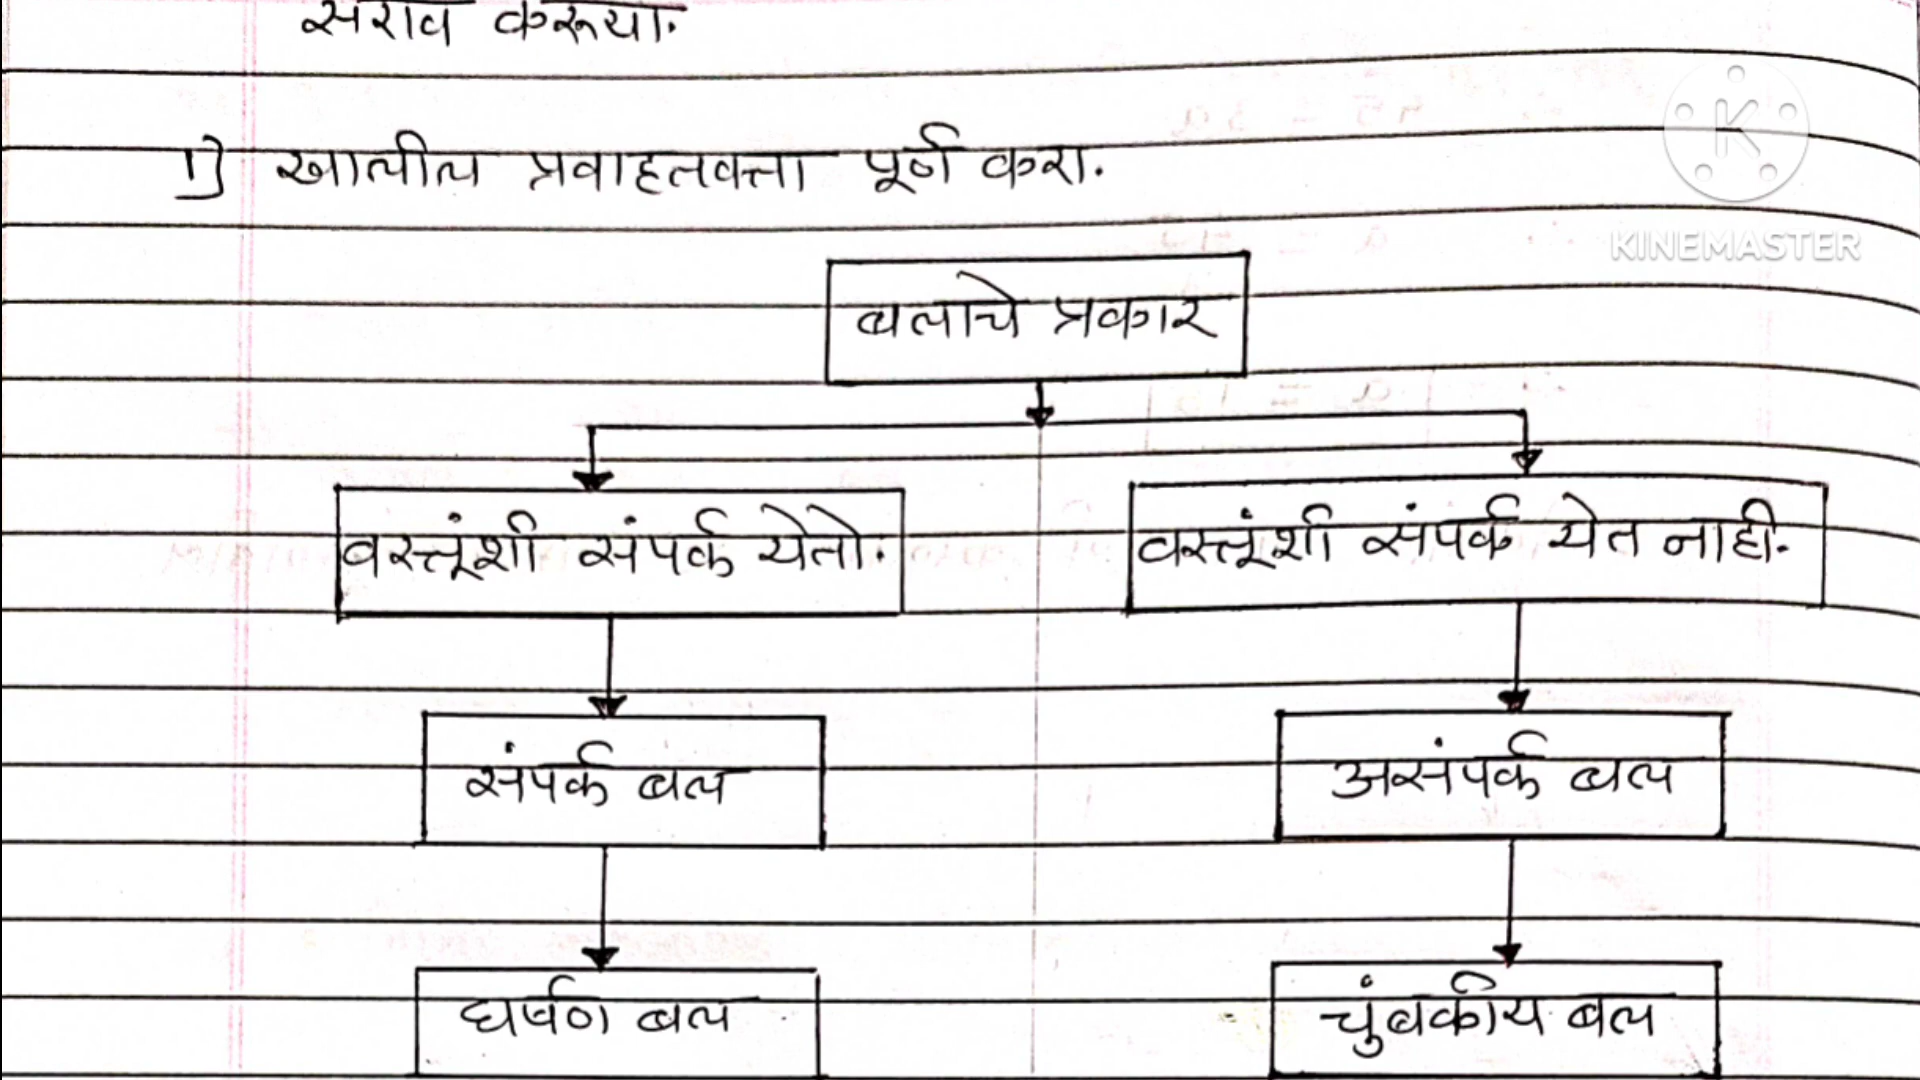 सराव करूया.
1] खालील प्रवाहतक्ता पूर्ण करा.
KINEMASTER
बलाचे प्रकार
वस्तूंशी संपर्क येतो.
वस्तूंशी संपर्क येत नाही.
संपर्क बल
असंपर्क बल
घर्षण बल
चुंबकीय बल